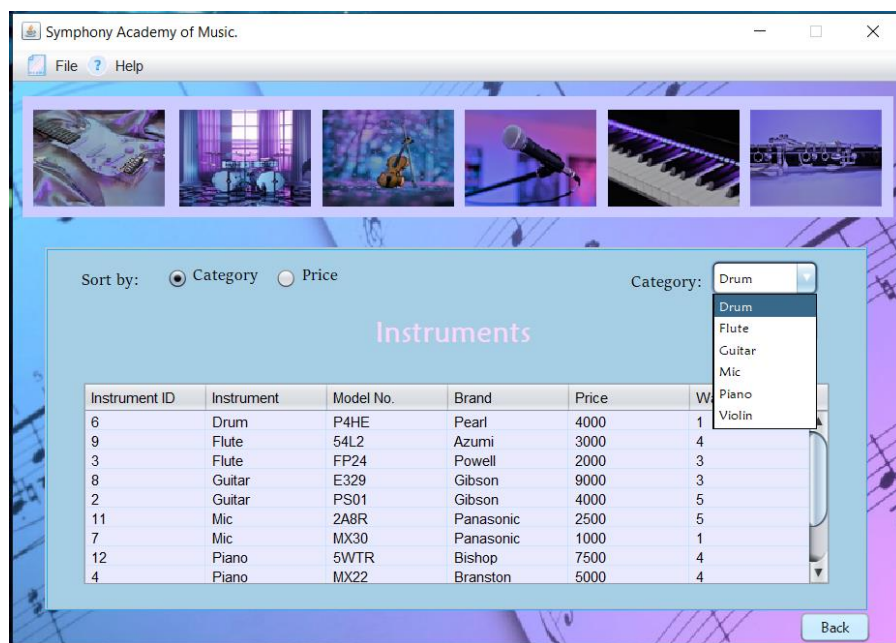 Symphony Academy of Music.
File ? Help
Sort by: Category Price Category: Drum
Drum
Flute
Guitar
Mic
Piano
Violin
Instruments
Instrument ID Instrument Model No. Brand Price
6 Drum P4HE Pearl 4000 1
9 Flute 54L2 Azumi 3000 4
3 Flute FP24 Powell 2000 3
8 Guitar E329 Gibson 9000 3
2 Guitar PS01 Gibson 4000 5
11 Mic 2A8R Panasonic 2500 5
7 Mic MX30 Panasonic 1000 1
12 Piano 5WTR Bishop 7500 4
4 Piano MX22 Branston 5000 4
Back